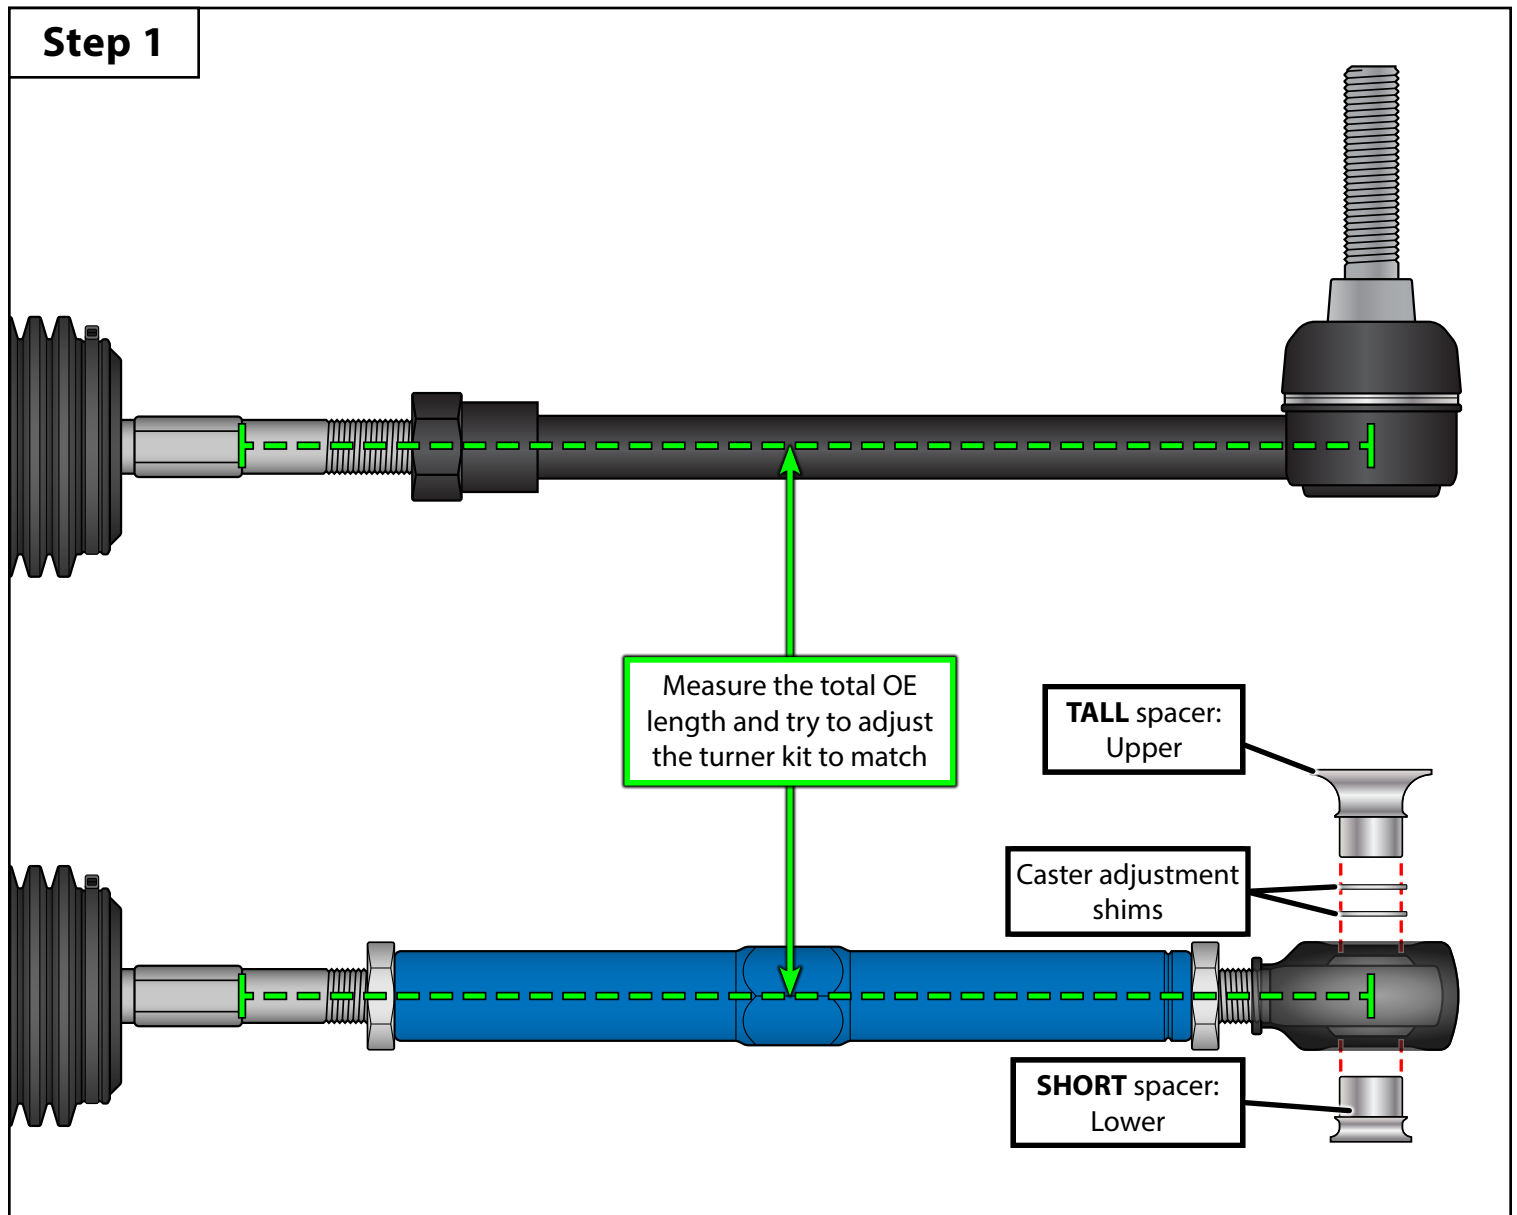 Step 1
Measure the total OE
length and try to adjust
the turner kit to match
TALL spacer:
Upper
Caster adjustment
shims
SHORT spacer:
Lower